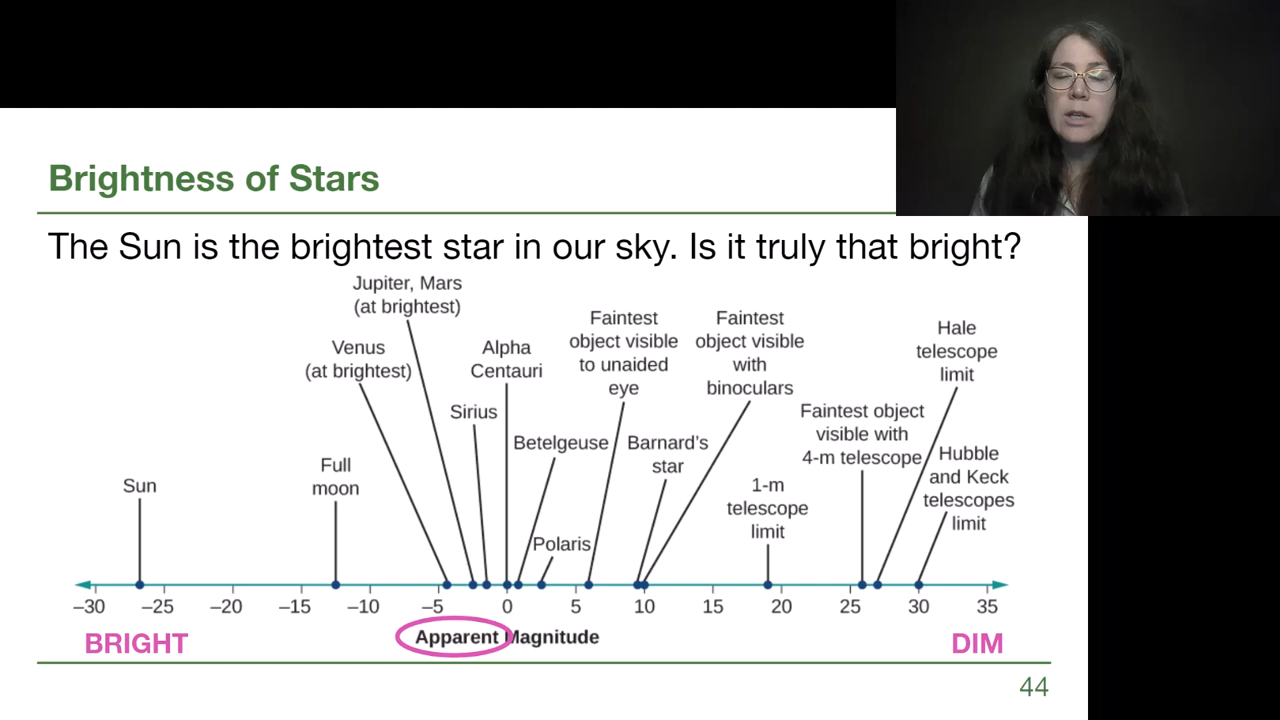 Brightness of Stars
The Sun is the brightest star in our sky. Is it truly that bright?
Jupiter, Mars
(at brightest)
Venus
(at brightest)
Alpha
Centauri
Faintest
object visible
to unaided
eye
Faintest
object visible
with
binoculars
Hale
telescope
limit
Sirius
Betelgeuse
Barnard's
star
Faintest object
visible with
4-m telescope
Hubble
and Keck
telescopes
limit
Sun
Full
moon
Polaris
1-m
telescope
limit
–30 –25 –20 –15 –10 –5 0 5 10 15 20 25 30 35
BRIGHT Apparent Magnitude DIM
44